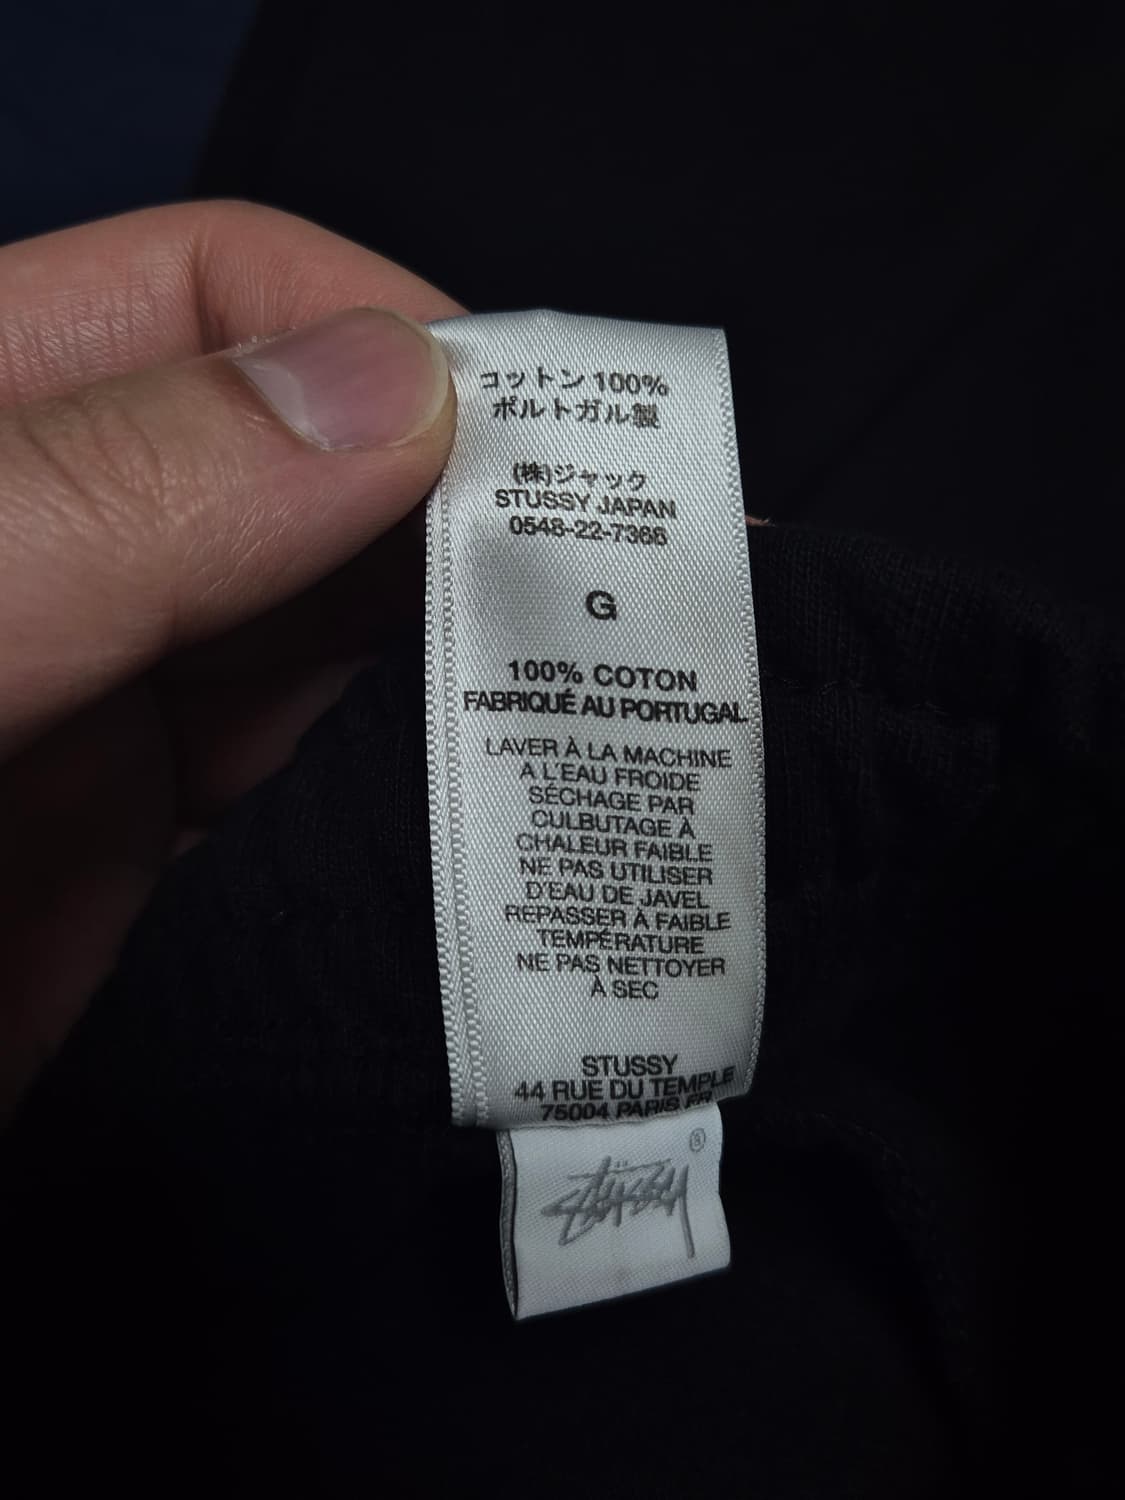 コットン 100%
ポルトガル製
(株)ジャック
STUSSY JAPAN
0548-22-7366
G
100% COTON
FABRIQUÉ AU PORTUGAL
LAVER À LA MACHINE
À L'EAU FROIDE
SÉCHAGE PAR
CULBUTAGE À
CHALEUR FAIBLE
NE PAS UTILISER
D'EAU DE JAVEL
REPASSER À FAIBLE
TEMPÉRATURE
NE PAS NETTOYER
À SEC
STUSSY
44 RUE DU TEMPLE
75004 PARIS FR
Stüssy